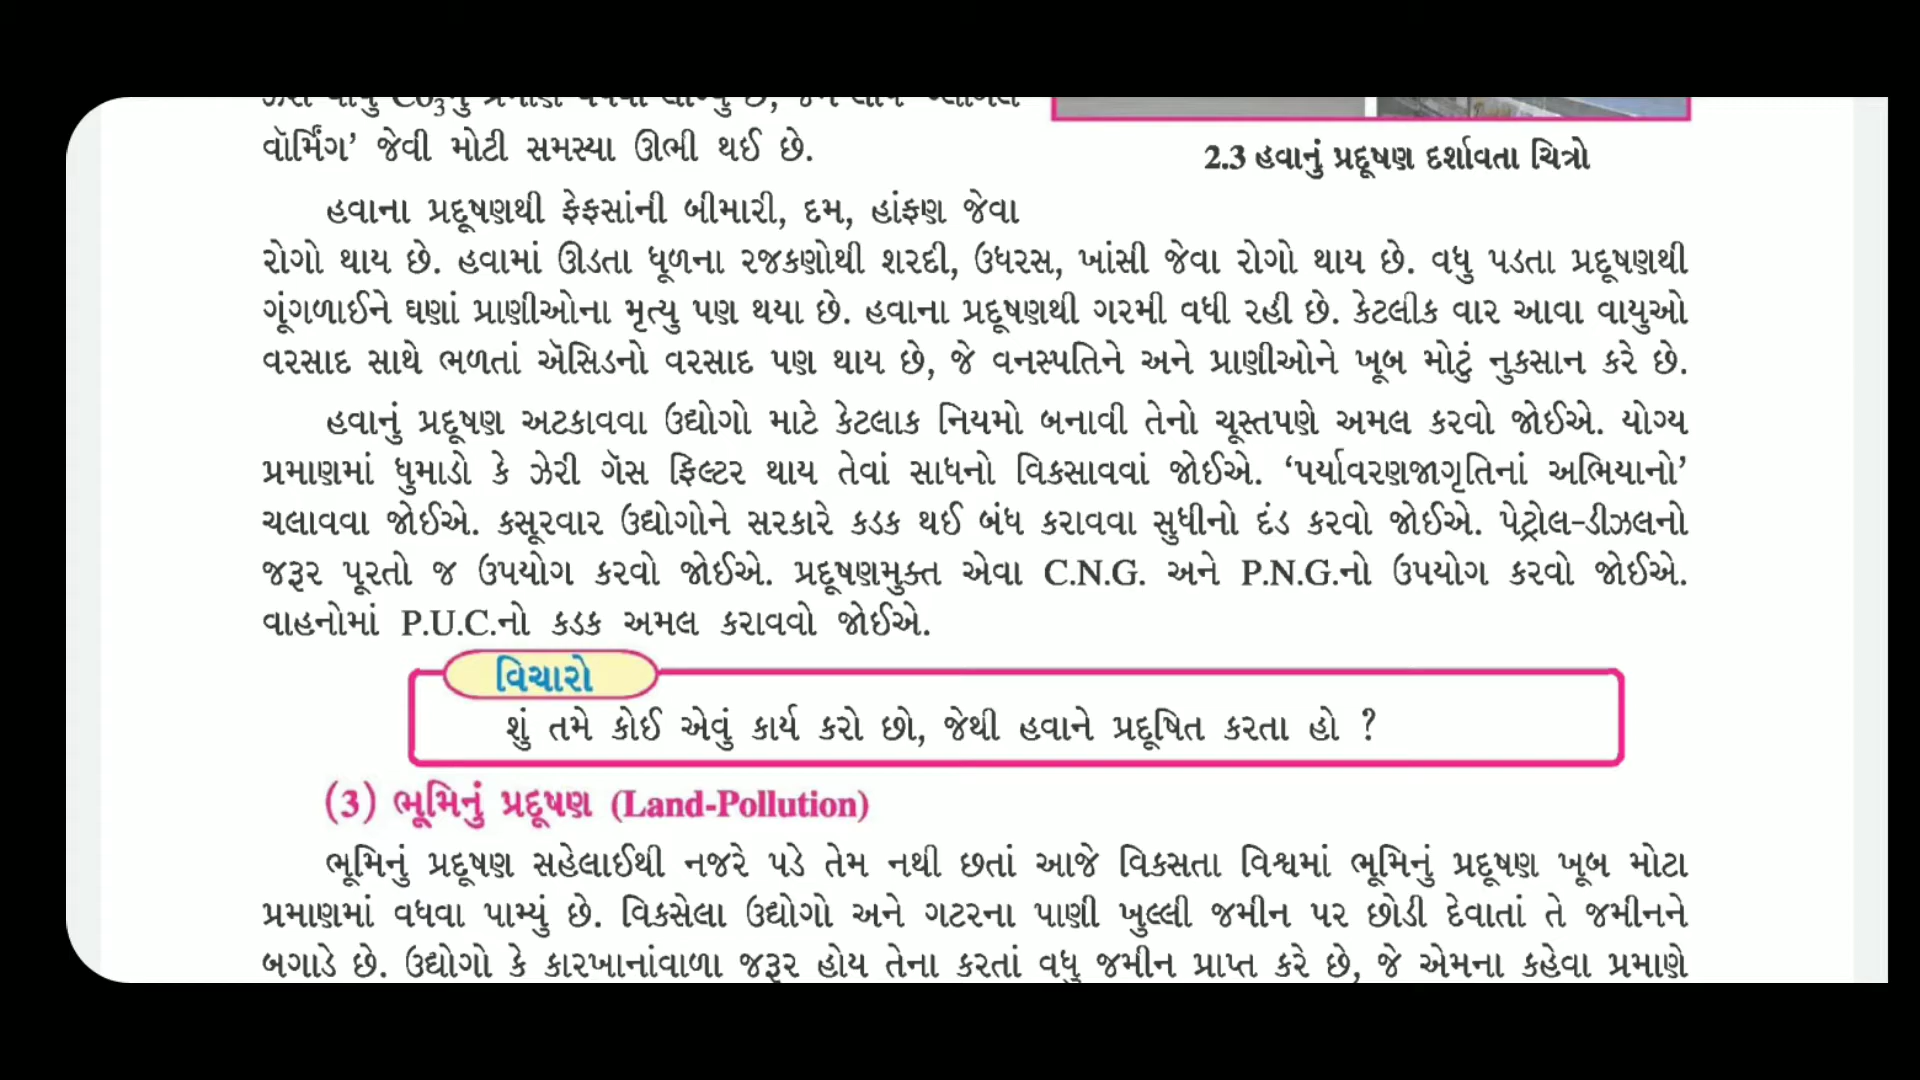 વૉર્મિંગ’ જેવી મોટી સમસ્યા ઊભી થઈ છે.
2.3 હવાનું પ્રદૂષણ દર્શાવતા ચિત્રો
હવાના પ્રદૂષણથી ફેફસાંની બીમારી, દમ, હાંફણ જેવા
રોગો થાય છે. હવામાં ઊડતા ધૂળના રજકણોથી શરદી, ઉધરસ, ખાંસી જેવા રોગો થાય છે. વધુ પડતા પ્રદૂષણથી
ગૂંગળાઈને ઘણાં પ્રાણીઓના મૃત્યુ પણ થયા છે. હવાના પ્રદૂષણથી ગરમી વધી રહી છે. કેટલીક વાર આવા વાયુઓ
વરસાદ સાથે ભળતાં ઍસિડનો વરસાદ પણ થાય છે, જે વનસ્પતિને અને પ્રાણીઓને ખૂબ મોટું નુકસાન કરે છે.
હવાનું પ્રદૂષણ અટકાવવા ઉદ્યોગો માટે કેટલાક નિયમો બનાવી તેનો ચૂસ્તપણે અમલ કરવો જોઈએ. યોગ્ય
પ્રમાણમાં ધુમાડો કે ઝેરી ગૅસ ફિલ્ટર થાય તેવાં સાધનો વિકસાવવાં જોઈએ. ‘પર્યાવરણજાગૃતિનાં અભિયાનો’
ચલાવવા જોઈએ. કસૂરવાર ઉદ્યોગોને સરકારે કડક થઈ બંધ કરાવવા સુધીનો દંડ કરવો જોઈએ. પેટ્રોલ-ડીઝલનો
જરૂર પૂરતો જ ઉપયોગ કરવો જોઈએ. પ્રદૂષણમુક્ત એવા C.N.G. અને P.N.G.નો ઉપયોગ કરવો જોઈએ.
વાહનોમાં P.U.C.નો કડક અમલ કરાવવો જોઈએ.
વિચારો
શું તમે કોઈ એવું કાર્ય કરો છો, જેથી હવાને પ્રદૂષિત કરતા હો ?
(3) ભૂમિનું પ્રદૂષણ (Land-Pollution)
ભૂમિનું પ્રદૂષણ સહેલાઈથી નજરે પડે તેમ નથી છતાં આજે વિકસતા વિશ્વમાં ભૂમિનું પ્રદૂષણ ખૂબ મોટા
પ્રમાણમાં વધવા પામ્યું છે. વિકસેલા ઉદ્યોગો અને ગટરના પાણી ખુલ્લી જમીન પર છોડી દેવાતાં તે જમીનને
બગાડે છે. ઉદ્યોગો કે કારખાનાંવાળા જરૂર હોય તેના કરતાં વધુ જમીન પ્રાપ્ત કરે છે, જે એમના કહેવા પ્રમાણે